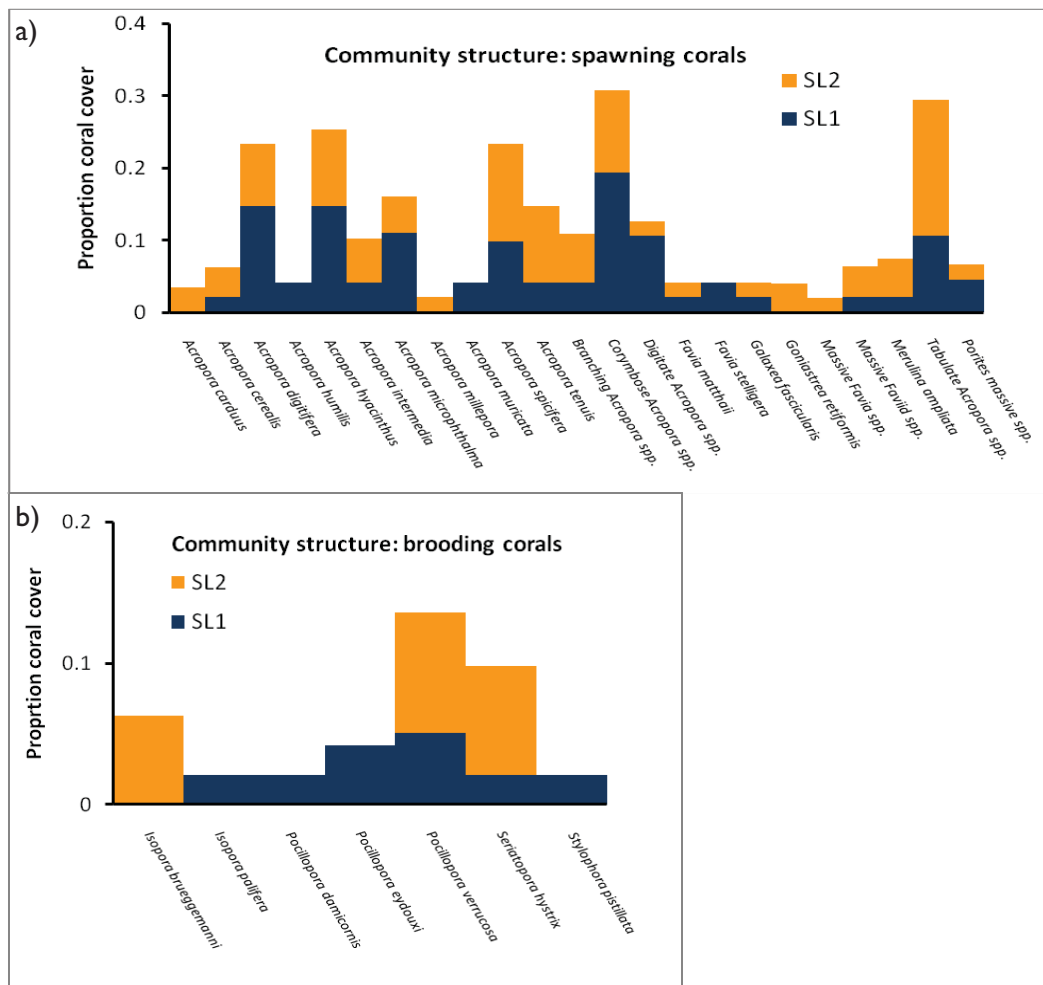 a)
Community structure: spawning corals
SL2
SL1
Proportion coral cover
0.4
0.3
0.2
0.1
0
Acropora carduus
Acropora cerealis
Acropora digitifera
Acropora humilis
Acropora hyacinthus
Acropora intermedia
Acropora microphthalma
Acropora millepora
Acropora muricata
Acropora spicifera
Acropora tenuis
Branching Acropora spp.
Corymbose Acropora spp.
Digitate Acropora spp.
Favia matthaii
Favia stelligera
Galaxea fascicularis
Goniastrea retiformis
Massive Favia spp.
Massive Faviid spp.
Merulina ampliata
Tabulate Acropora spp.
Porites massive spp.
b)
Community structure: brooding corals
SL2
SL1
Proprtion coral cover
0.2
0.1
0
Isopora brueggemanni
Isopora palifera
Pocillopora damicornis
Pocillopora eydouxi
Pocillopora verrucosa
Seriatopora hystrix
Stylophora pistillata